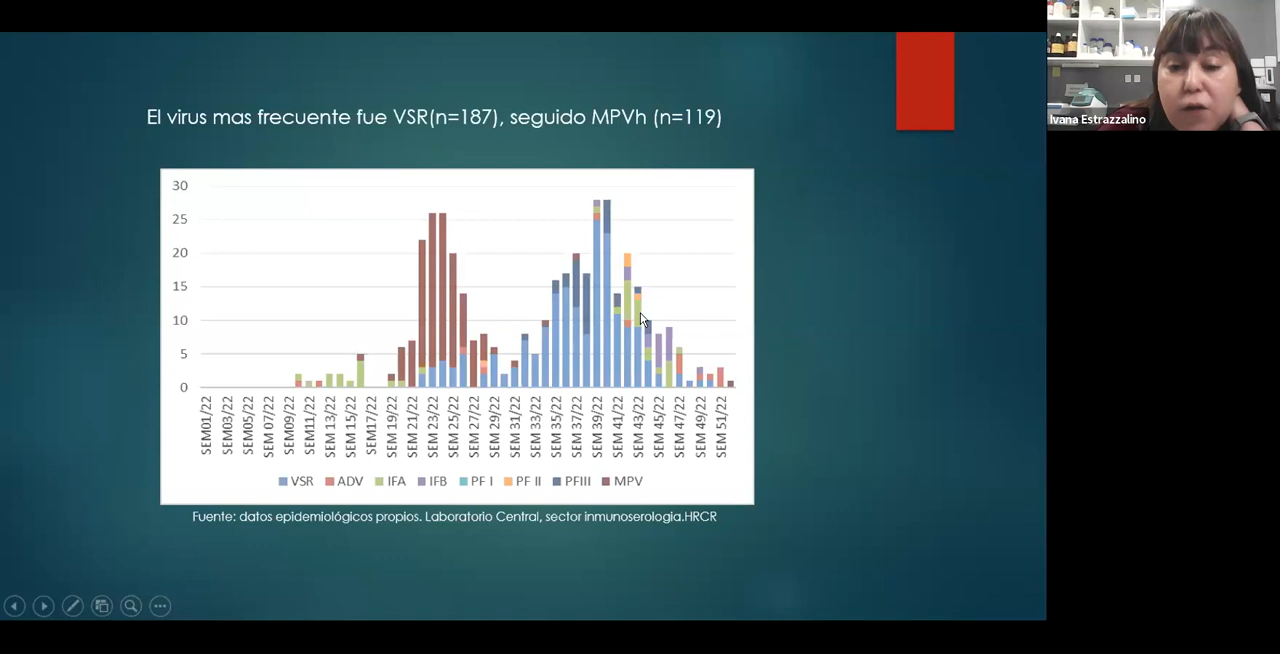 El virus mas frecuente fue VSR(n=187), seguido MPVh (n=119)
30
25
20
15
10
5
0
SEM01/22
SEM03/22
SEM05/22
SEM 07/22
SEM09/22
SEM11/22
SEM 13/22
SEM 15/22
SEM17/22
SEM 19/22
SEM 21/22
SEM 23/22
SEM 25/22
SEM 27/22
SEM 29/22
SEM 31/22
SEM 33/22
SEM 35/22
SEM 37/22
SEM 39/22
SEM 41/22
SEM 43/22
SEM 45/22
SEM 47/22
SEM 49/22
SEM 51/22
VSR ADV IFA IFB PF I PF II PFIII MPV
Fuente: datos epidemiológicos propios. Laboratorio Central, sector inmunoserologia.HRCR
Ivana Estrazzalino